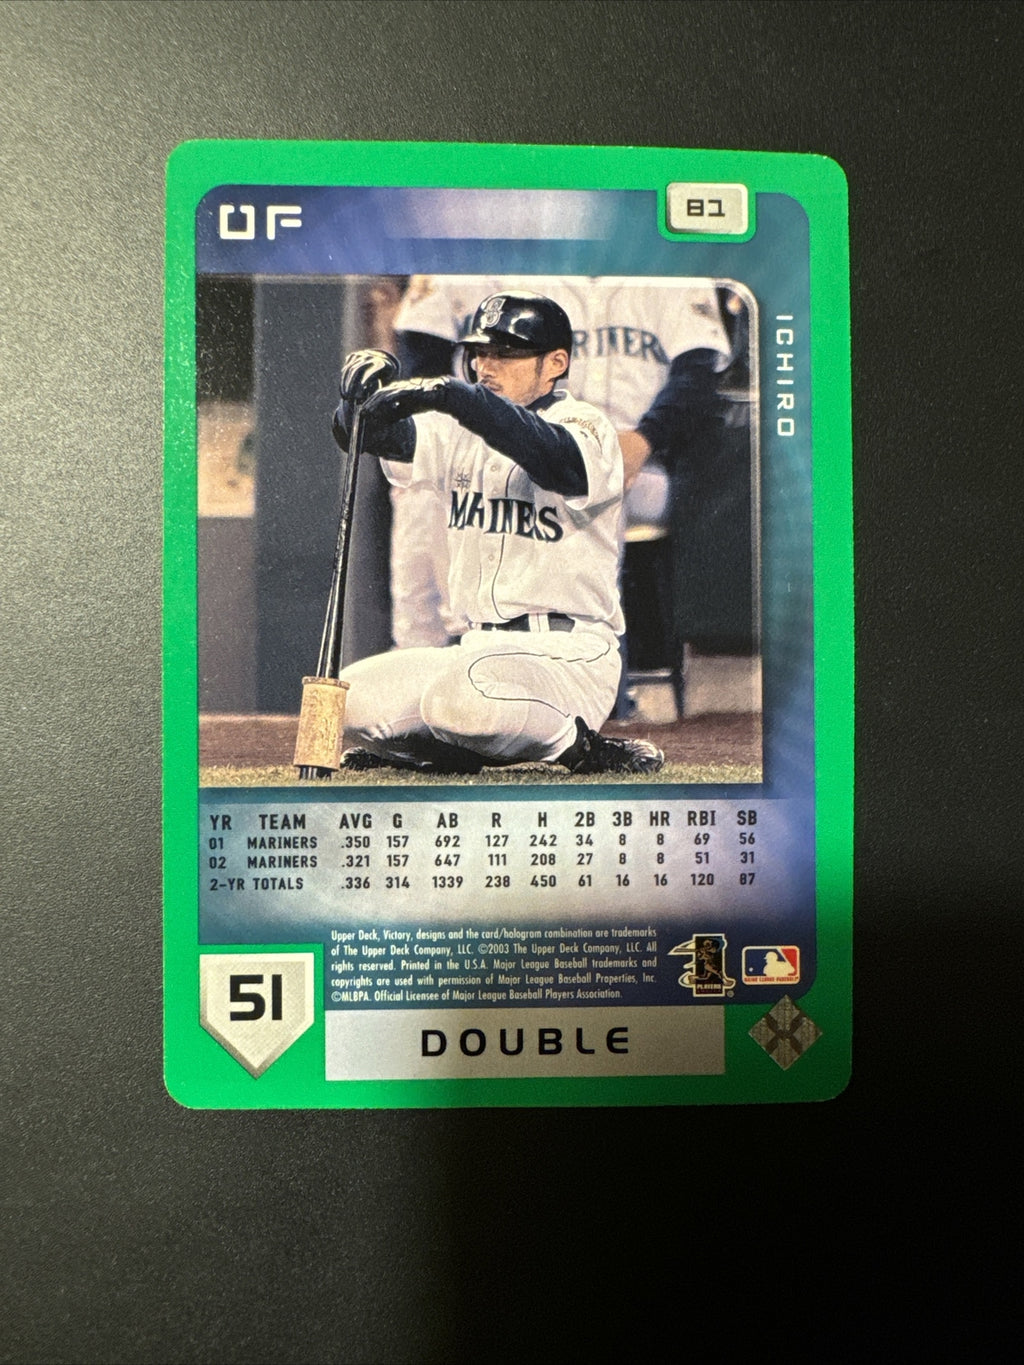 UF
81
ICHIRO
S
RINER
MARINERS
YR TEAM AVG G AB R H 2B 3B HR RBI SB
01 MARINERS .350 157 692 127 242 34 8 8 69 56
02 MARINERS .321 157 647 111 208 27 8 8 51 31
2-YR TOTALS .336 314 1339 238 450 61 16 16 120 87
Upper Deck, Victory, designs and the card/hologram combination are trademarks
of The Upper Deck Company, LLC. ©2003 The Upper Deck Company, LLC. All
rights reserved. Printed in the U.S.A. Major League Baseball trademarks and
copyrights are used with permission of Major League Baseball Properties, Inc.
©MLBPA. Official Licensee of Major League Baseball Players Association.
PLAYERS
®
51
DOUBLE